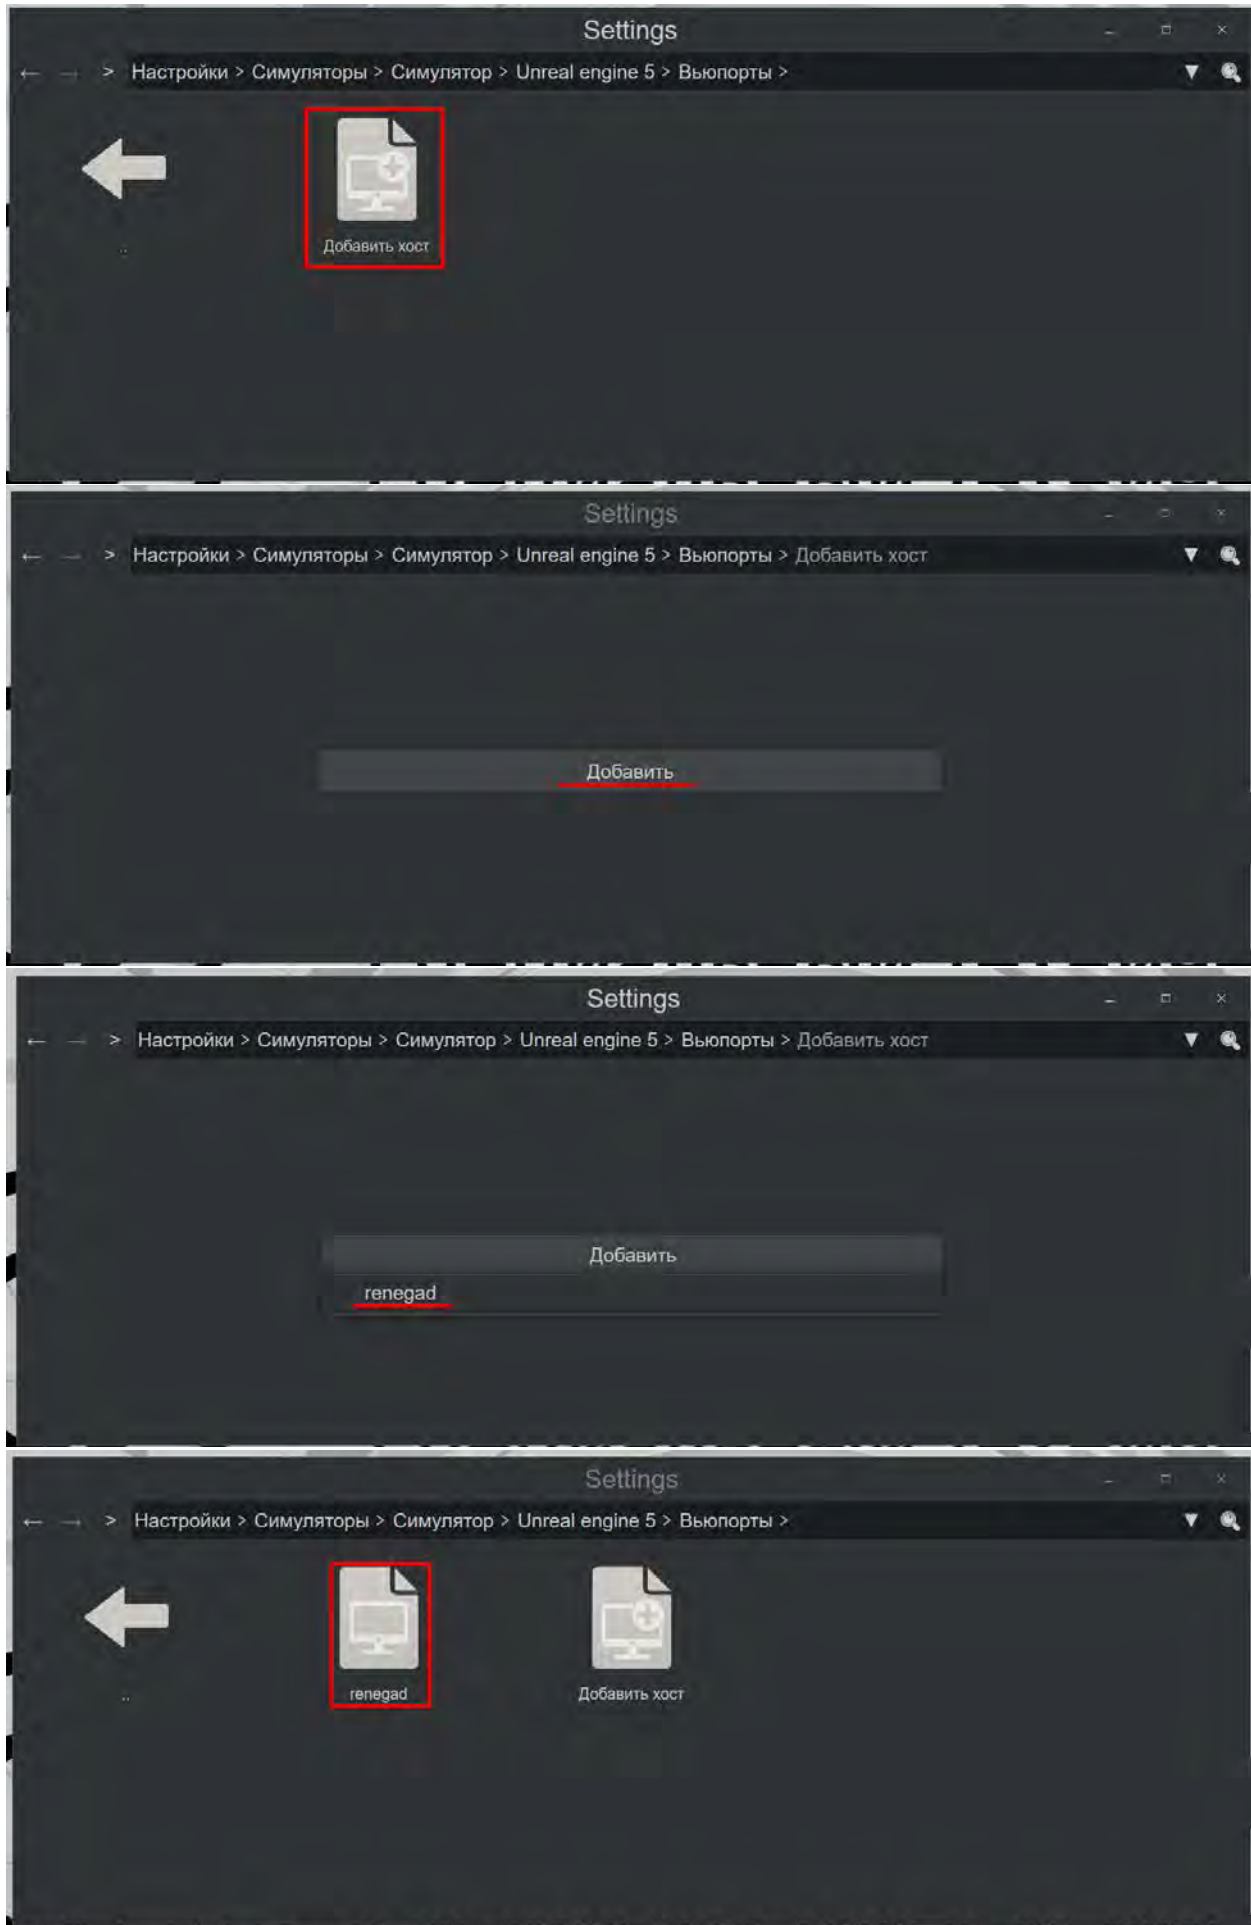 Settings
> Настройки > Симуляторы > Симулятор > Unreal engine 5 > Вьюпорты >
..
Добавить хост
Settings
> Настройки > Симуляторы > Симулятор > Unreal engine 5 > Вьюпорты > Добавить хост
Добавить
Settings
> Настройки > Симуляторы > Симулятор > Unreal engine 5 > Вьюпорты > Добавить хост
Добавить
renegad
Settings
> Настройки > Симуляторы > Симулятор > Unreal engine 5 > Вьюпорты >
..
renegad
Добавить хост